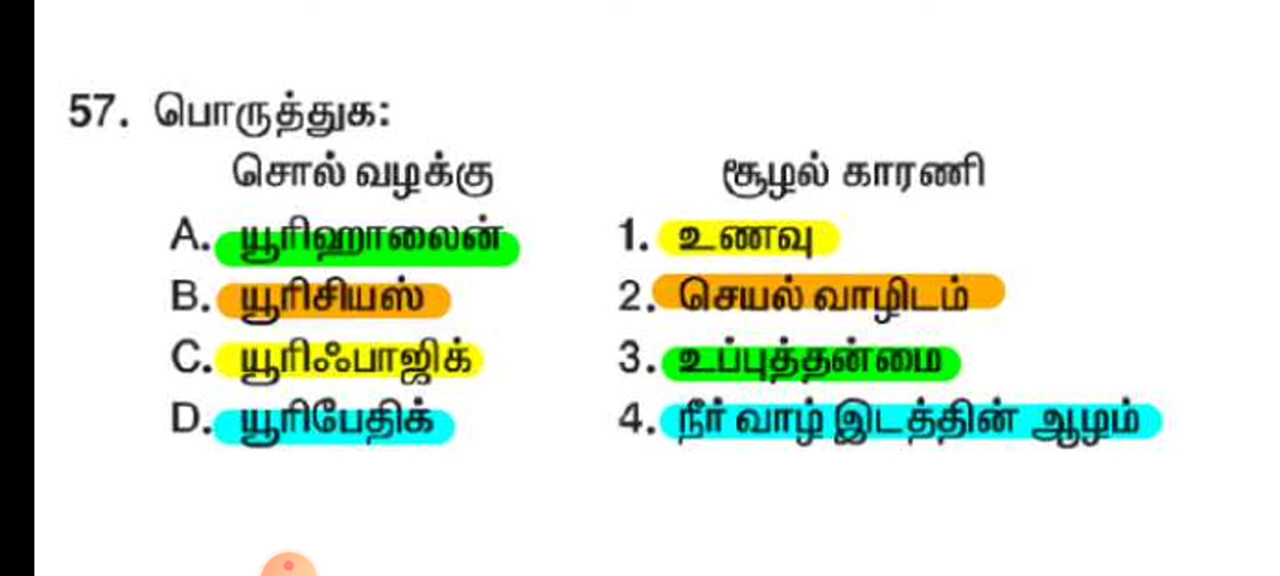 57. பொருத்துக:
சொல் வழக்கு சூழல் காரணி
A. யூரிஹாலைன் 1. உணவு
B. யூரிசியஸ் 2. செயல் வாழிடம்
C. யூரிஃபாஜிக் 3. உப்புத்தன்மை
D. யூரிபேதிக் 4. நீர் வாழ் இடத்தின் ஆழம்